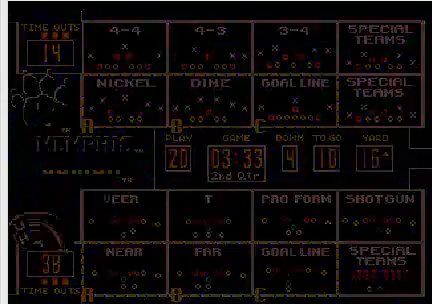 TIME OUTS
14
4-4 4-3 3-4 SPECIAL TEAMS
NICKEL DIME GOAL LINE SPECIAL TEAMS
A B C
MEMPHIS
PLAY GAME DOWN TO GO YARD
20 03:33 4 10 16
2nd Qtr
VEER T PRO FORM SHOTGUN
NEAR FAR GOAL LINE SPECIAL TEAMS
38
TIME OUTS
A B C